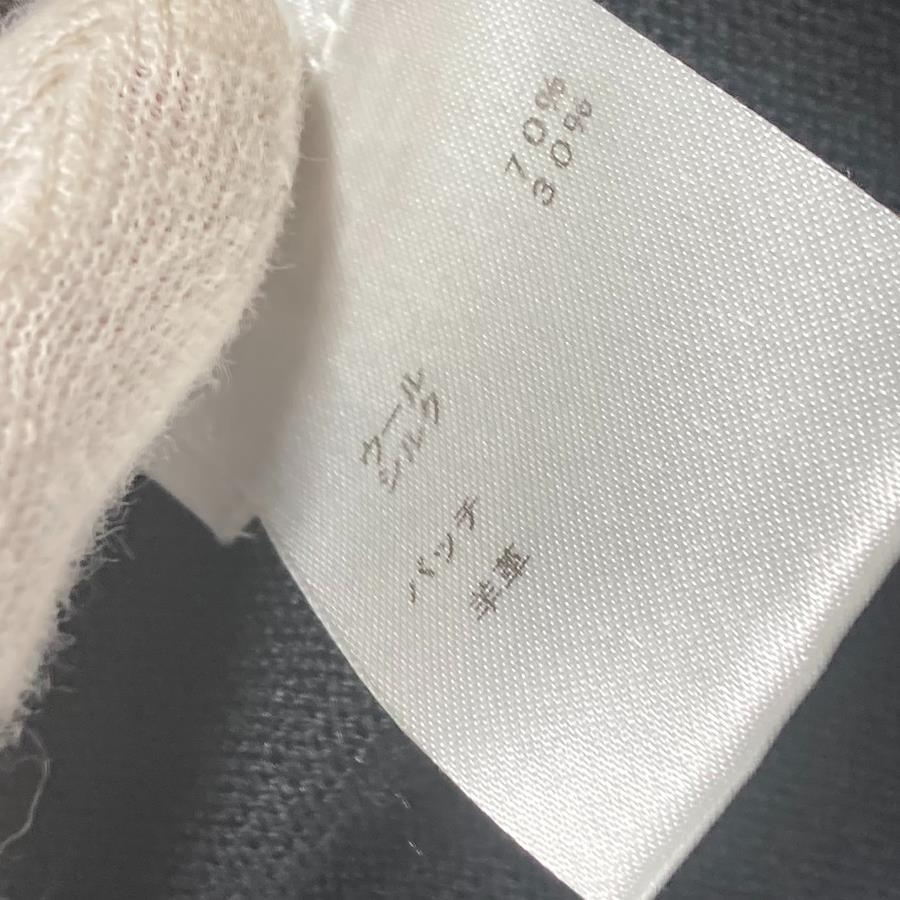 ウール 70%
シルク 30%
パッチ
羊革